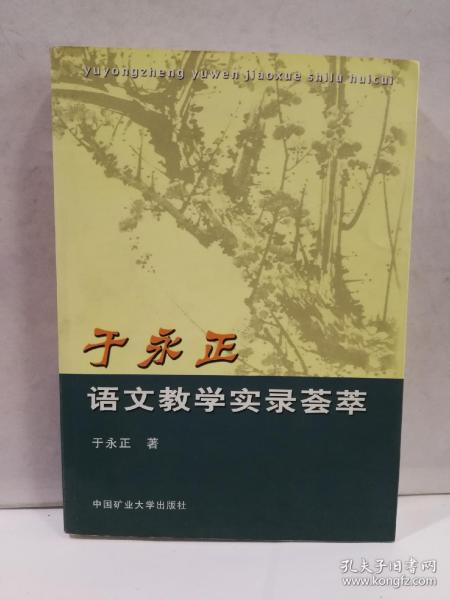 yuyongzheng yuwen jiaoxue shilu huicui
于永正
语文教学实录荟萃
于永正 著
中国矿业大学出版社
孔夫子旧书网
www.kongfz.com